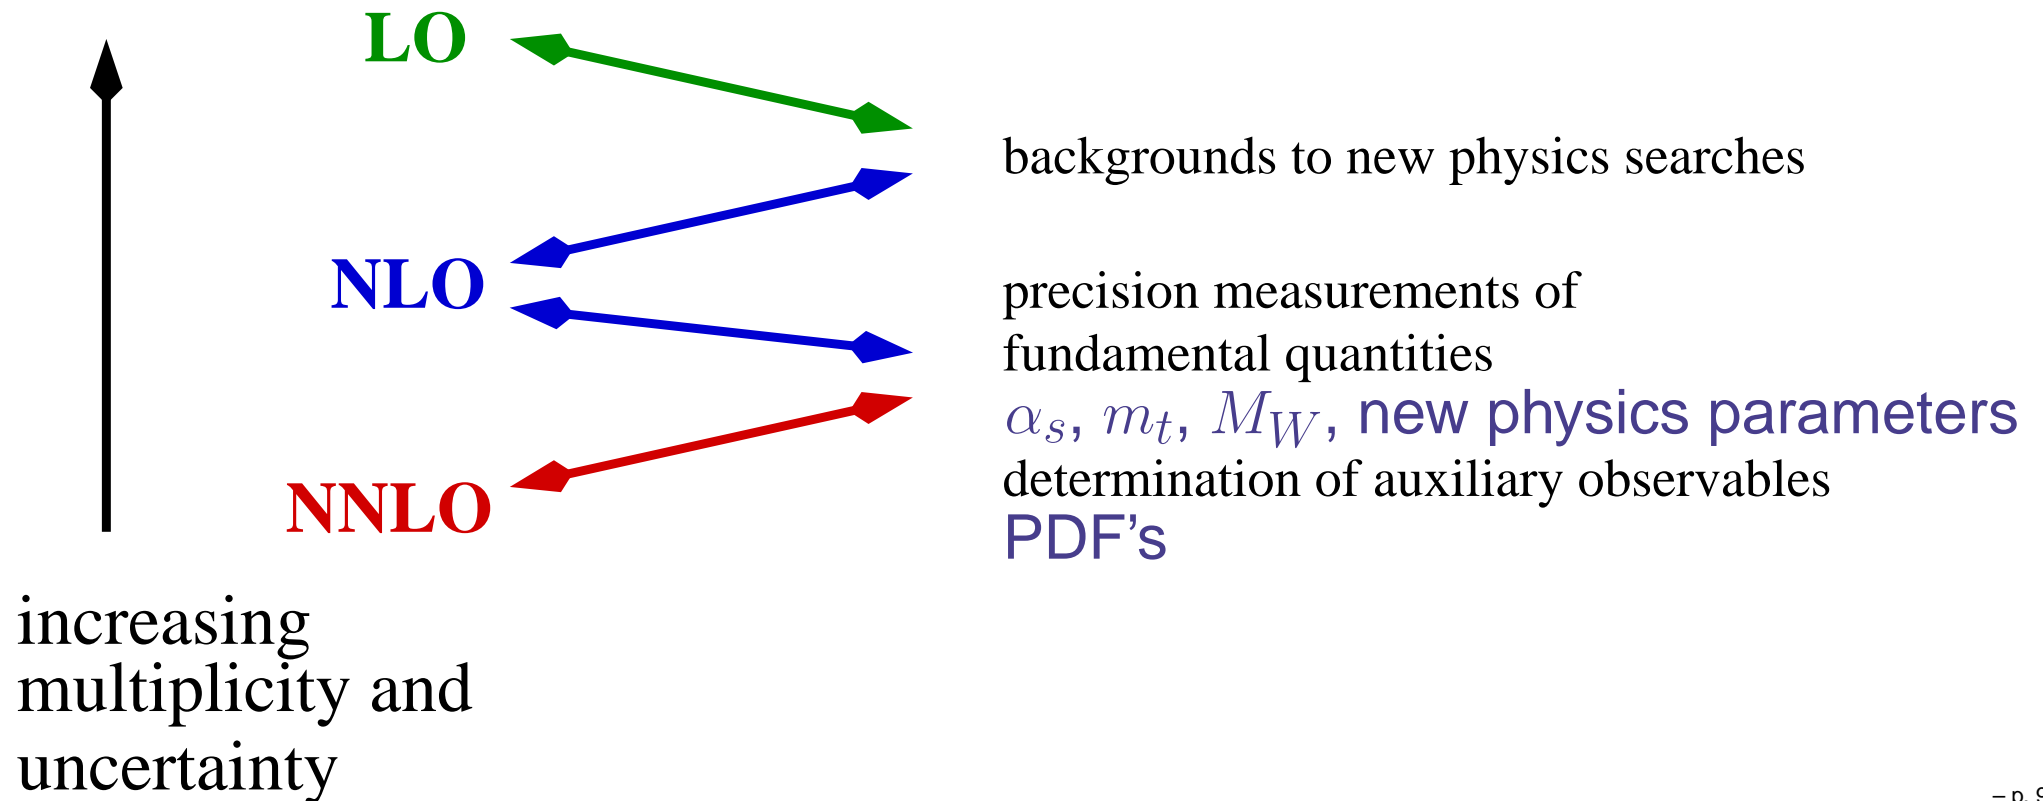 LO
NLO
NNLO
increasing
multiplicity and
uncertainty
backgrounds to new physics searches
precision measurements of
fundamental quantities
αs, mt, MW, new physics parameters
determination of auxiliary observables
PDF's
– p. 9